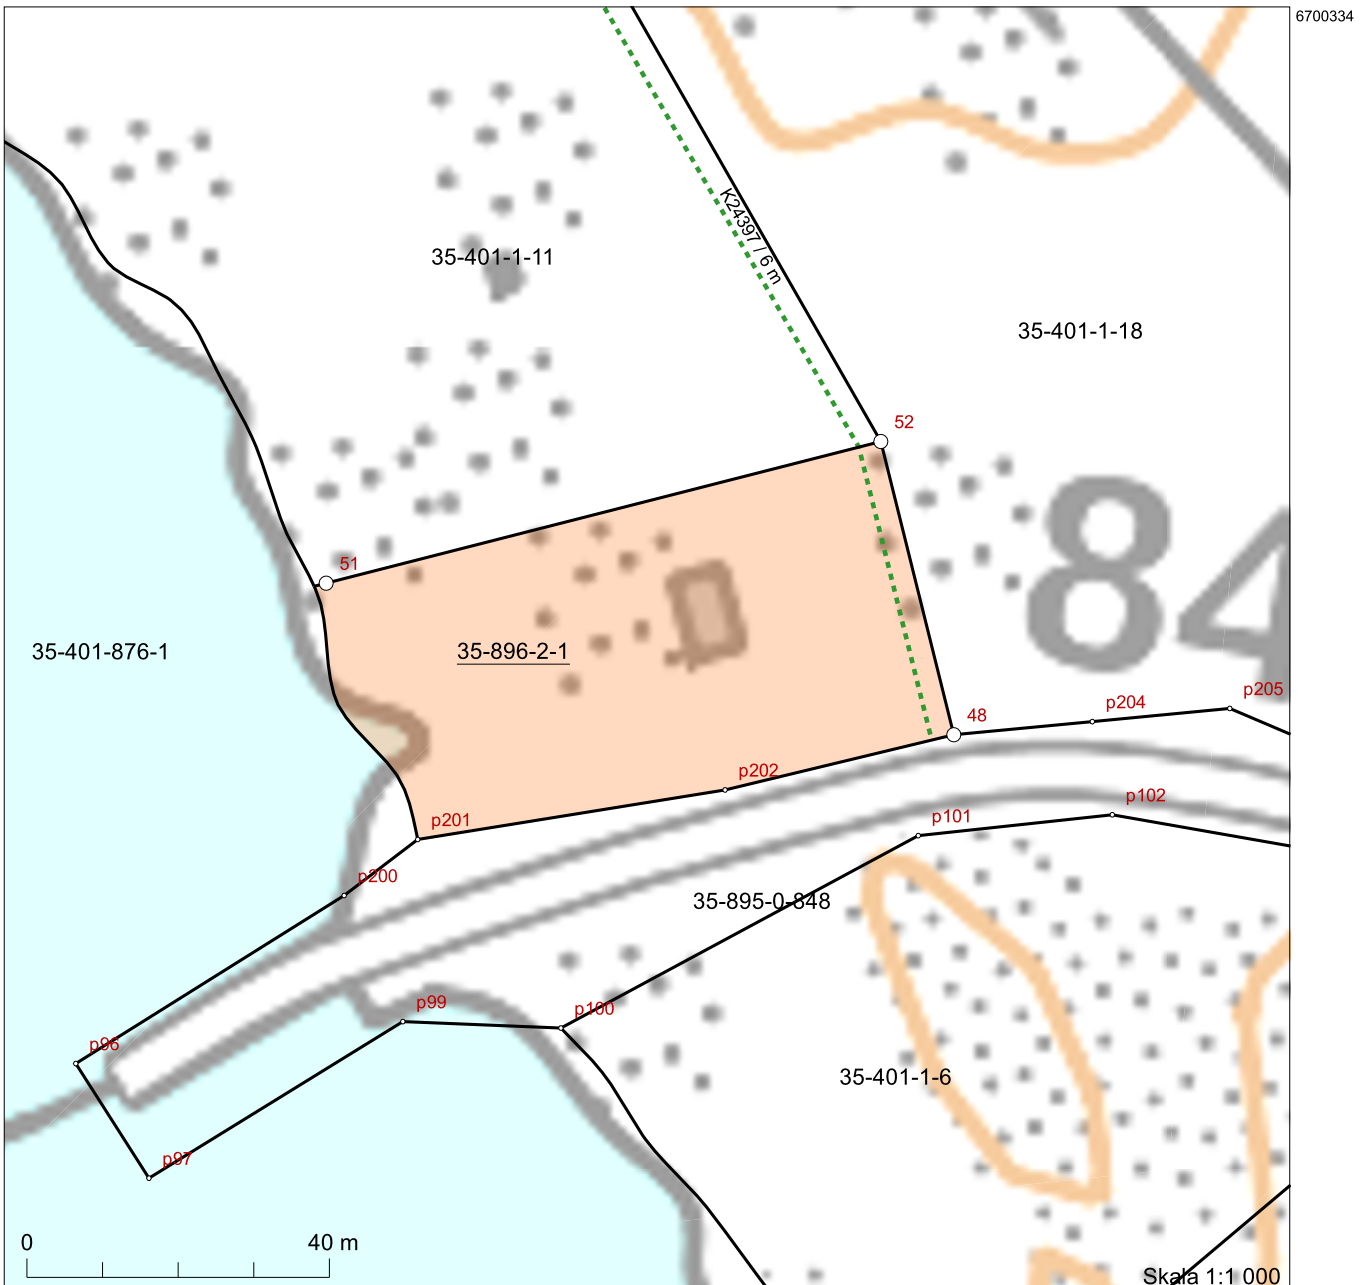 6700334
K24397 / 6 m
35-401-1-11
35-401-1-18
52
84
51
35-401-876-1
35-896-2-1
p205
p204
48
p202
p102
p201
p101
p200
35-895-0-848
p99
p100
p96
35-401-1-6
p97
0 40 m
Skala 1:1 000